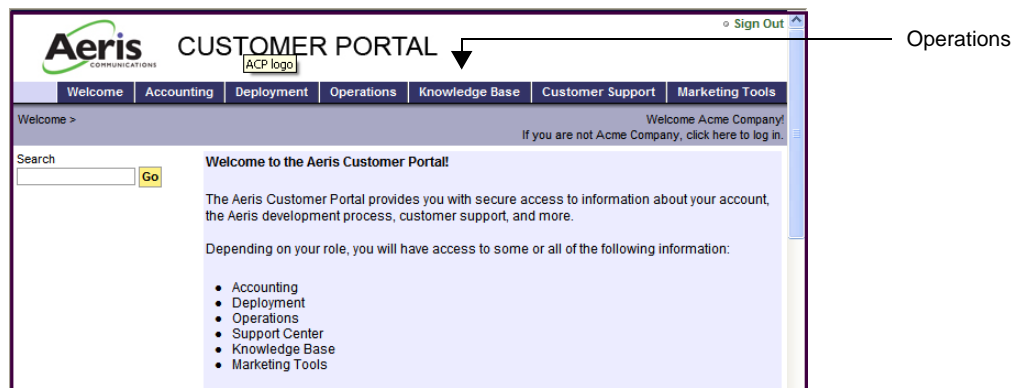 Sign Out
Aeris
COMMUNICATIONS
CUSTOMER PORTAL
ACP logo
Operations
Welcome Accounting Deployment Operations Knowledge Base Customer Support Marketing Tools
Welcome >
Welcome Acme Company!
If you are not Acme Company, click here to log in.
Search
Go
Welcome to the Aeris Customer Portal!
The Aeris Customer Portal provides you with secure access to information about your account,
the Aeris development process, customer support, and more.
Depending on your role, you will have access to some or all of the following information:
• Accounting
• Deployment
• Operations
• Support Center
• Knowledge Base
• Marketing Tools